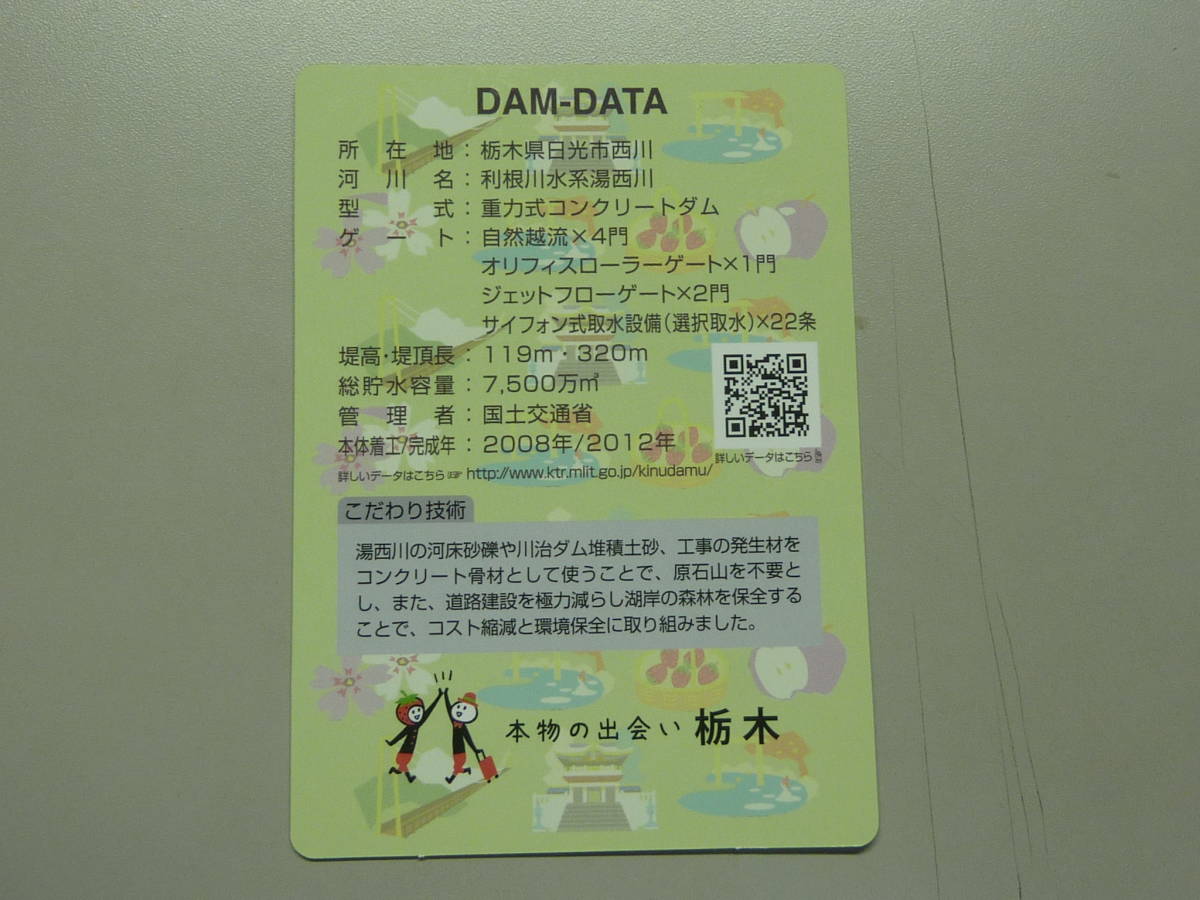 DAM-DATA
所在地：栃木県日光市西川
河川名：利根川水系湯西川
型式：重力式コンクリートダム
ゲート：自然越流×4門
オリフィスローラーゲート×1門
ジェットフローゲート×2門
サイフォン式取水設備（選択取水）×22条
堤高・堤頂長：119m・320m
総貯水容量：7,500万㎥
管理者：国土交通省
本体着工/完成年：2008年/2012年
詳しいデータはこちら☞ http://www.ktr.mlit.go.jp/kinudamu/
詳しいデータはこちら
こだわり技術
湯西川の河床砂礫や川治ダム堆積土砂、工事の発生材を
コンクリート骨材として使うことで、原石山を不要と
し、また、道路建設を極力減らし湖岸の森林を保全する
ことで、コスト縮減と環境保全に取り組みました。
本物の出会い 栃木